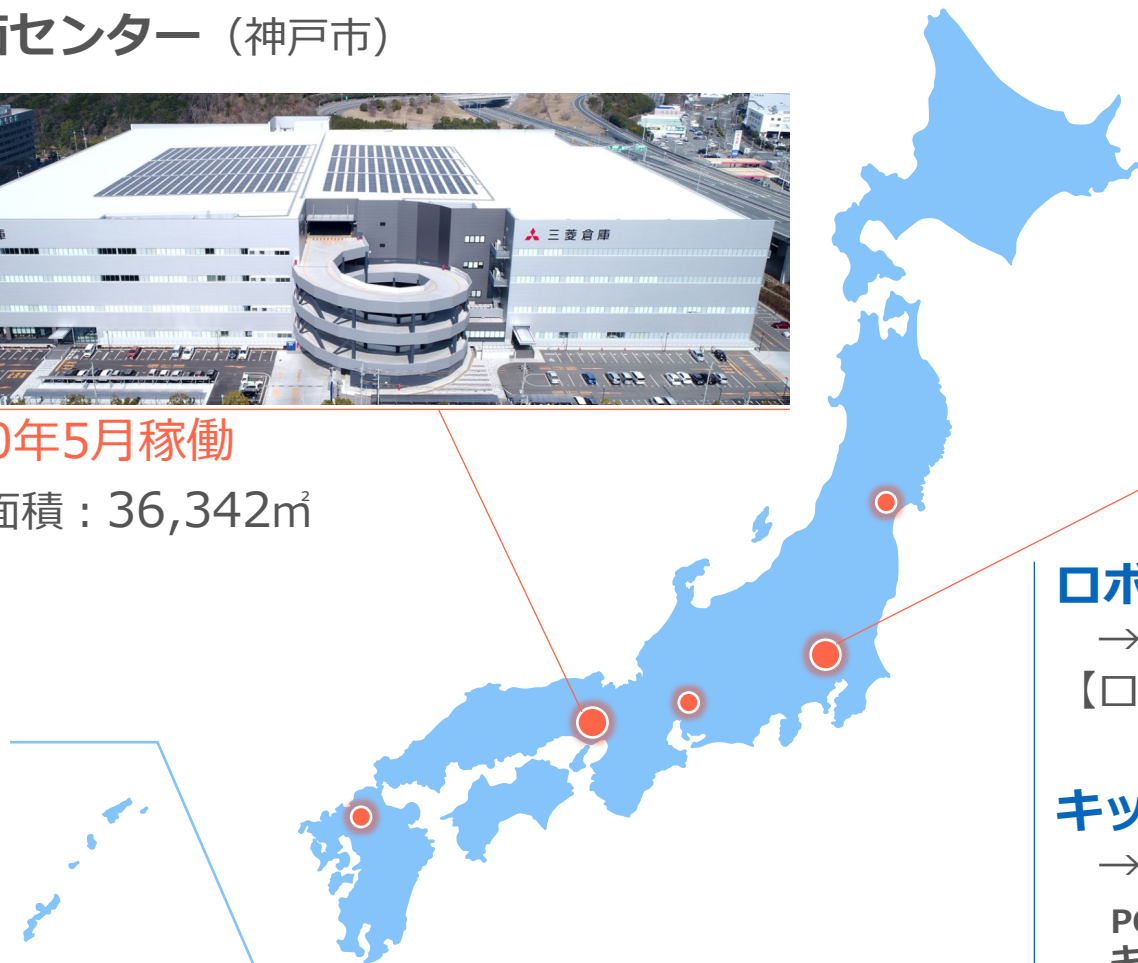 センター（神戸市）
三菱倉庫
0年5月稼働
面積：36,342㎡
ロボ
→
【ロ
キッ
→
PC